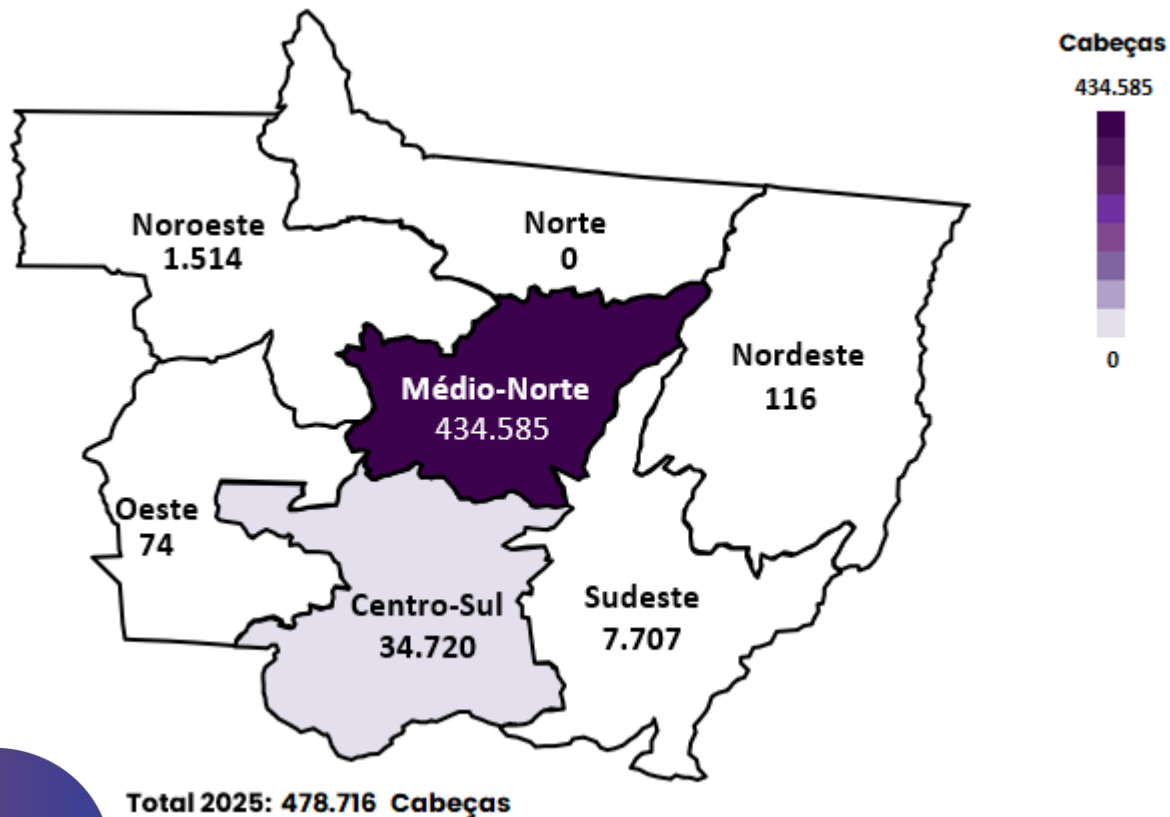 Cabeças
434.585
0
Noroeste
1.514
Norte
0
Nordeste
116
Médio-Norte
434.585
Oeste
74
Centro-Sul
34.720
Sudeste
7.707
Total 2025: 478.716 Cabeças